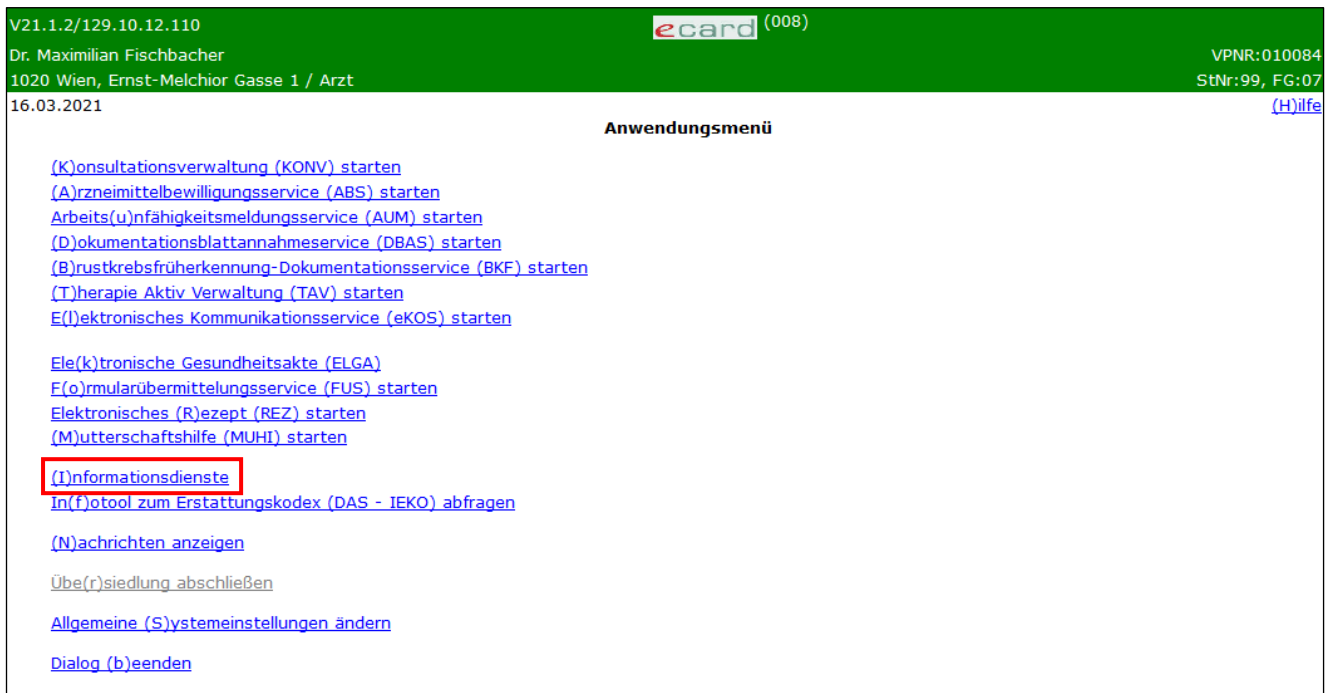 V21.1.2/129.10.12.110
ecard (008)
Dr. Maximilian Fischbacher
VPNR:010084
1020 Wien, Ernst-Melchior Gasse 1 / Arzt
StNr:99, FG:07
16.03.2021
(H)ilfe
Anwendungsmenü
(K)onsultationsverwaltung (KONV) starten
(A)rzneimittelbewilligungsservice (ABS) starten
Arbeits(u)nfähigkeitsmeldungsservice (AUM) starten
(D)okumentationsblattannahmeservice (DBAS) starten
(B)rustkrebsfrüherkennung-Dokumentationsservice (BKF) starten
(T)herapie Aktiv Verwaltung (TAV) starten
E(l)ektronisches Kommunikationsservice (eKOS) starten
Ele(k)tronische Gesundheitsakte (ELGA)
F(o)rmularübermittelungsservice (FUS) starten
Elektronisches (R)ezept (REZ) starten
(M)utterschaftshilfe (MUHI) starten
(I)nformationsdienste
In(f)otool zum Erstattungskodex (DAS - IEKO) abfragen
(N)achrichten anzeigen
Übe(r)siedlung abschließen
Allgemeine (S)ystemeinstellungen ändern
Dialog (b)eenden